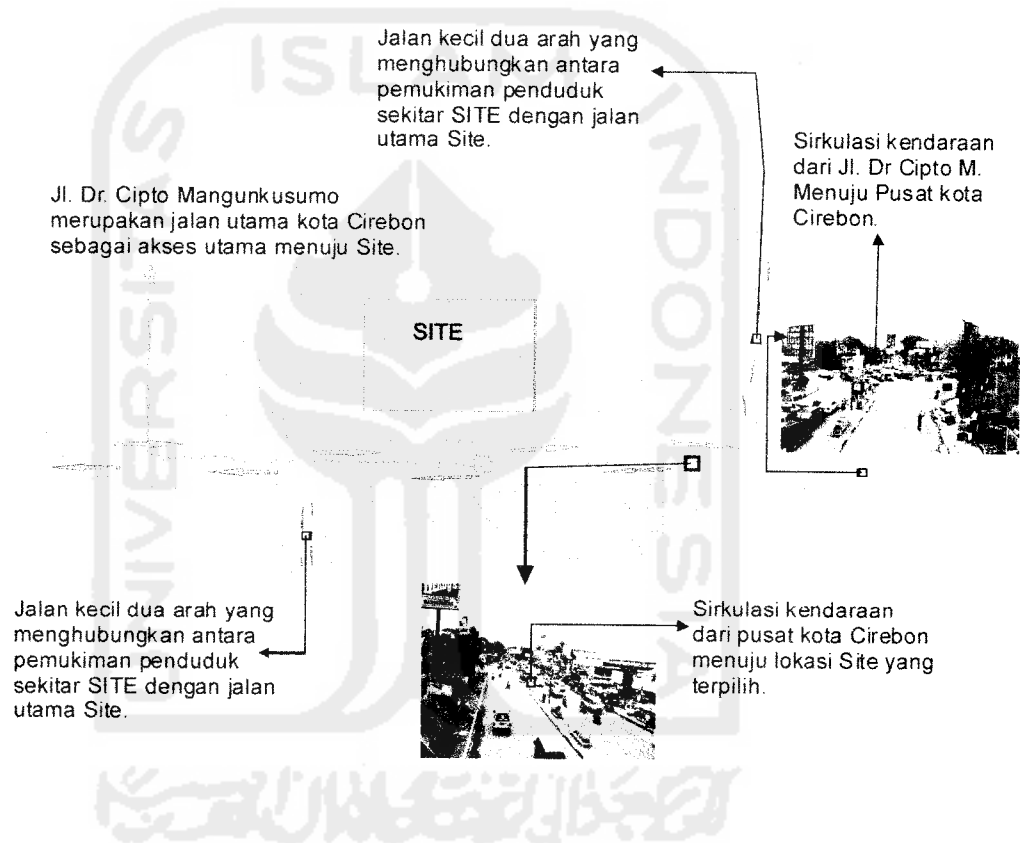 Jalan kecil dua arah yang
menghubungkan antara
pemukiman penduduk
sekitar SITE dengan jalan
utama Site.
Sirkulasi kendaraan
dari Jl. Dr Cipto M.
Menuju Pusat kota
Cirebon.
Jl. Dr. Cipto Mangunkusumo
merupakan jalan utama kota Cirebon
sebagai akses utama menuju Site.
SITE
Jalan kecil dua arah yang
menghubungkan antara
pemukiman penduduk
sekitar SITE dengan jalan
utama Site.
Sirkulasi kendaraan
dari pusat kota Cirebon
menuju lokasi Site yang
terpilih.
UNIVERSITAS
ISLAM
INDONESIA